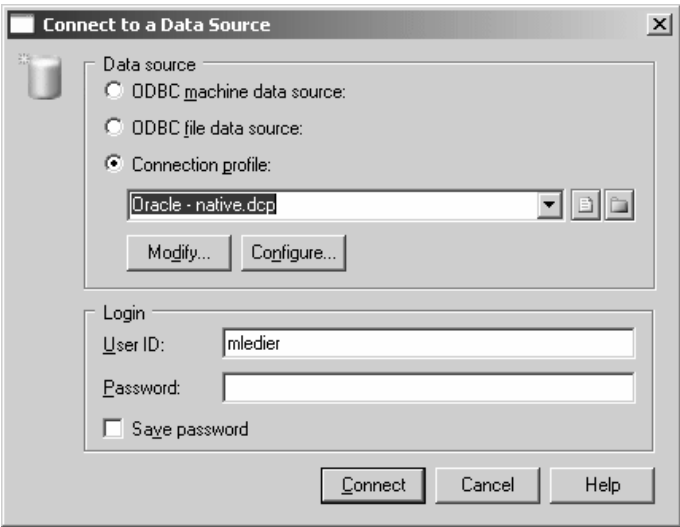 Connect to a Data Source
Data source
ODBC machine data source:
ODBC file data source:
Connection profile:
Oracle - native.dcp
Modify... Configure...
Login
User ID: mledier
Password:
Save password
Connect Cancel Help